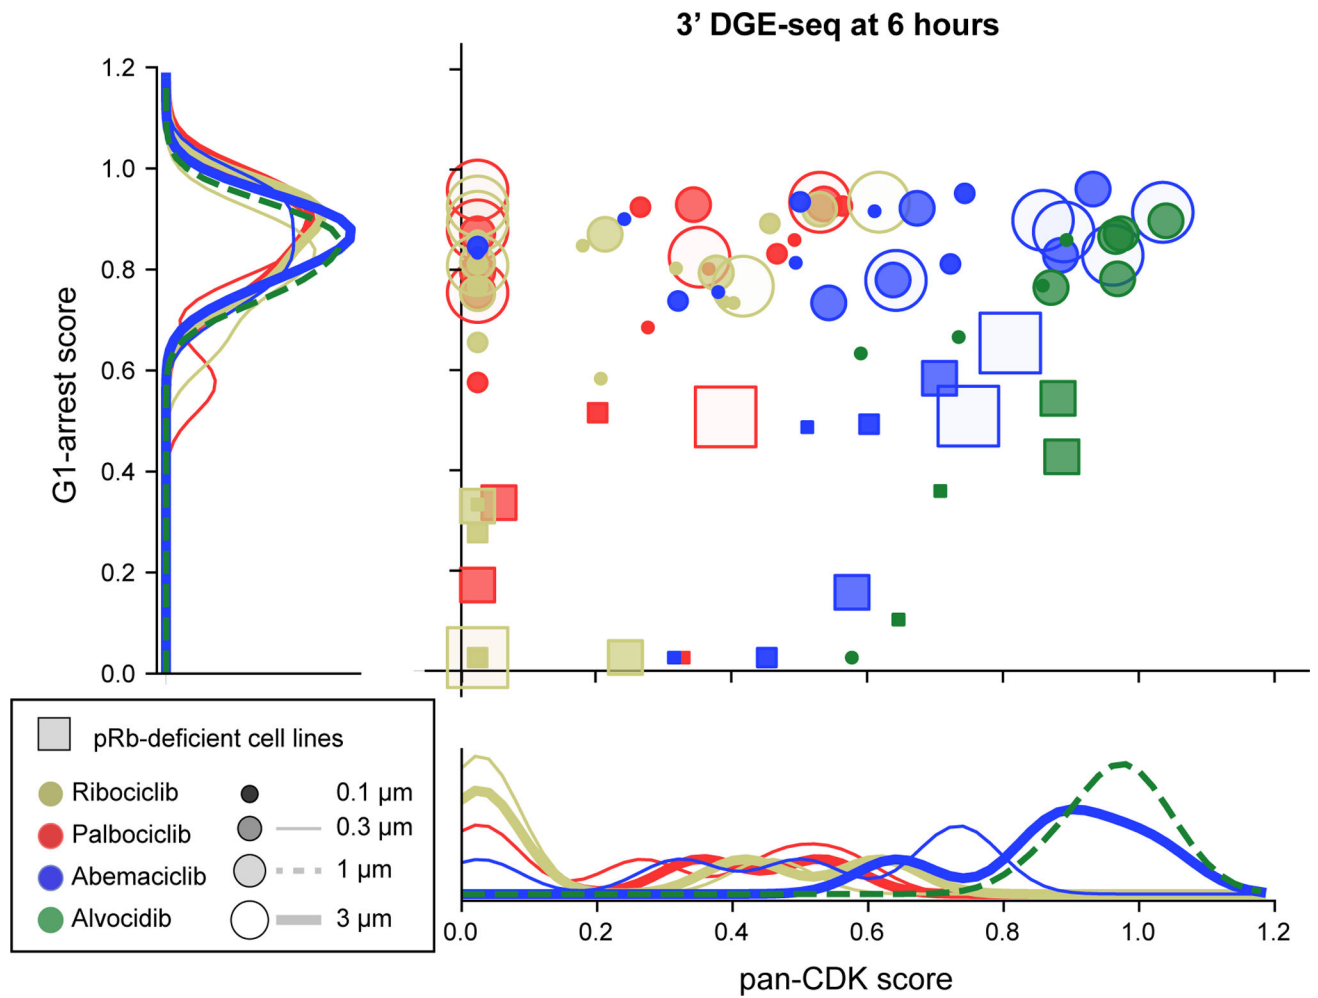 3’ DGE-seq at 6 hours
1.2
1.0
0.8
0.6
0.4
0.2
0.0
G1-arrest score
pRb-deficient cell lines
Ribociclib
Palbociclib
Abemaciclib
Alvocidib
0.1 µm
0.3 µm
1 µm
3 µm
0.0 0.2 0.4 0.6 0.8 1.0 1.2
pan-CDK score